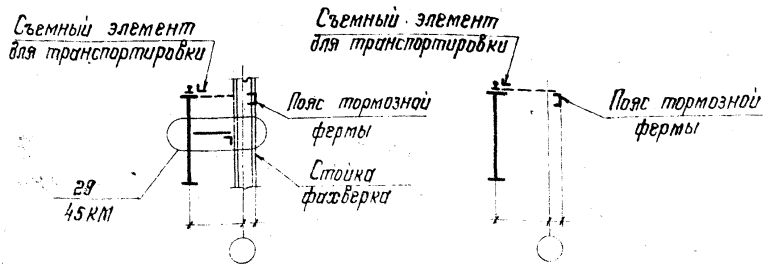 Съемный элемент
для транспортировки
Пояс тормозной
фермы
Стойка
фахверка
29
45КМ
Съемный элемент
для транспортировки
Пояс тормозной
фермы